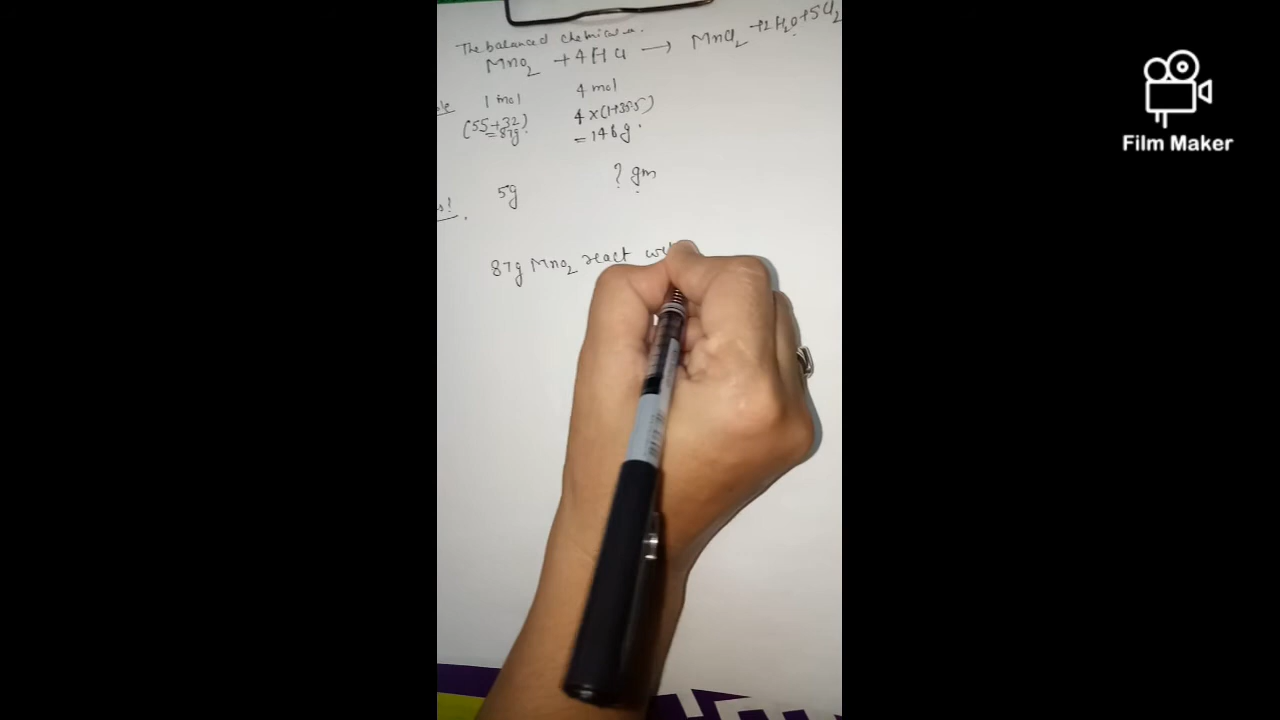 The balanced chemical
MnO2 + 4HCl → MnCl2 + 2H2O + 5Cl2
1 mol 4 mol
(55+32) 4×(1+35.5)
=87g. =146g.
5g ? gm
87g MnO2 react
Film Maker